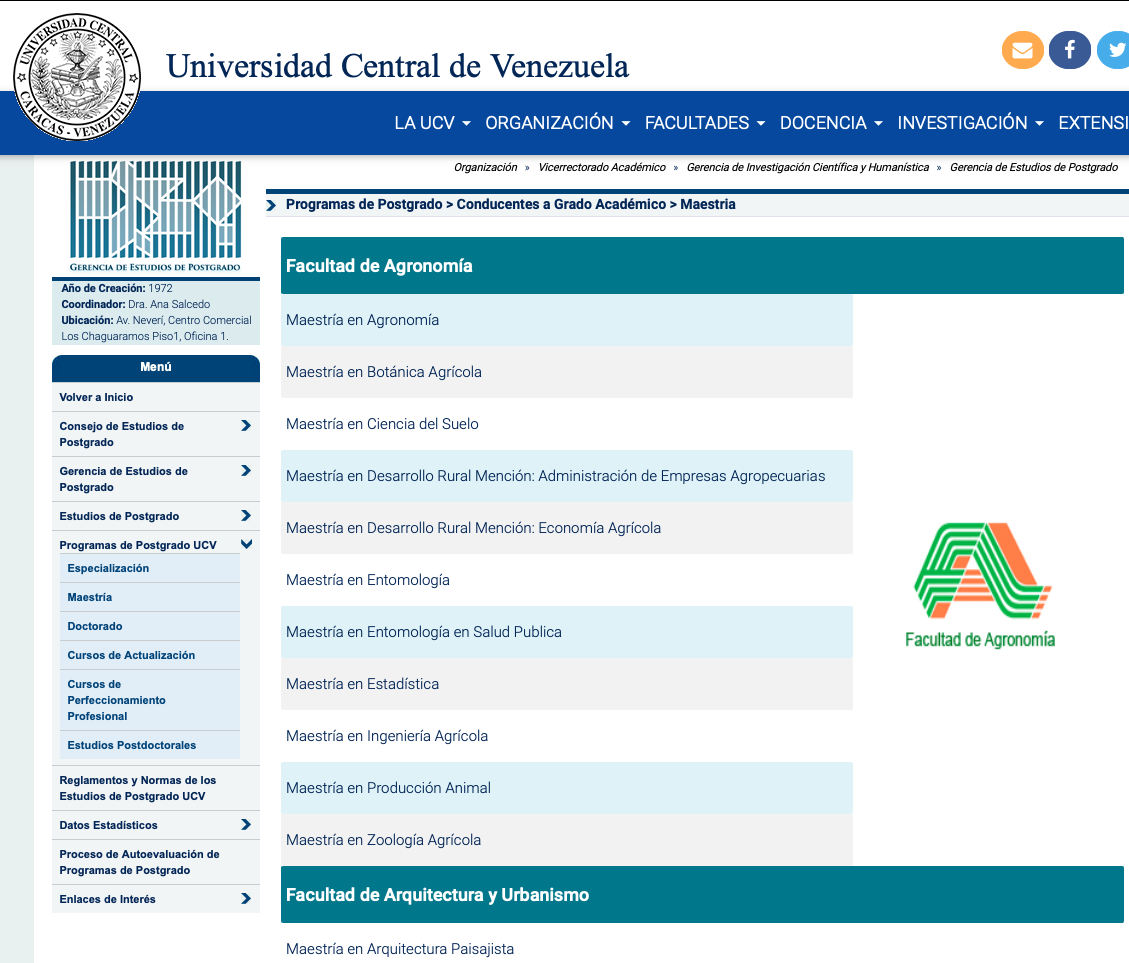 UNIVERSIDAD CENTRAL
CARACAS - VENEZUELA
Universidad Central de Venezuela
LA UCV ORGANIZACIÓN FACULTADES DOCENCIA INVESTIGACIÓN EXTENSI
Organización » Vicerrectorado Académico » Gerencia de Investigación Científica y Humanística » Gerencia de Estudios de Postgrado
GERENCIA DE ESTUDIOS DE POSTGRADO
Año de Creación: 1972
Coordinador: Dra. Ana Salcedo
Ubicación: Av. Neverí, Centro Comercial
Los Chaguaramos Piso1, Oficina 1.
Menú
Volver a Inicio
Consejo de Estudios de
Postgrado
Gerencia de Estudios de
Postgrado
Estudios de Postgrado
Programas de Postgrado UCV
Especialización
Maestría
Doctorado
Cursos de Actualización
Cursos de
Perfeccionamiento
Profesional
Estudios Postdoctorales
Reglamentos y Normas de los
Estudios de Postgrado UCV
Datos Estadísticos
Proceso de Autoevaluación de
Programas de Postgrado
Enlaces de Interés
Programas de Postgrado > Conducentes a Grado Académico > Maestria
Facultad de Agronomía
Maestría en Agronomía
Maestría en Botánica Agrícola
Maestría en Ciencia del Suelo
Maestría en Desarrollo Rural Mención: Administración de Empresas Agropecuarias
Maestría en Desarrollo Rural Mención: Economía Agrícola
Maestría en Entomología
Maestría en Entomología en Salud Publica
Maestría en Estadística
Maestría en Ingeniería Agrícola
Maestría en Producción Animal
Maestría en Zoología Agrícola
Facultad de Agronomía
Facultad de Arquitectura y Urbanismo
Maestría en Arquitectura Paisajista